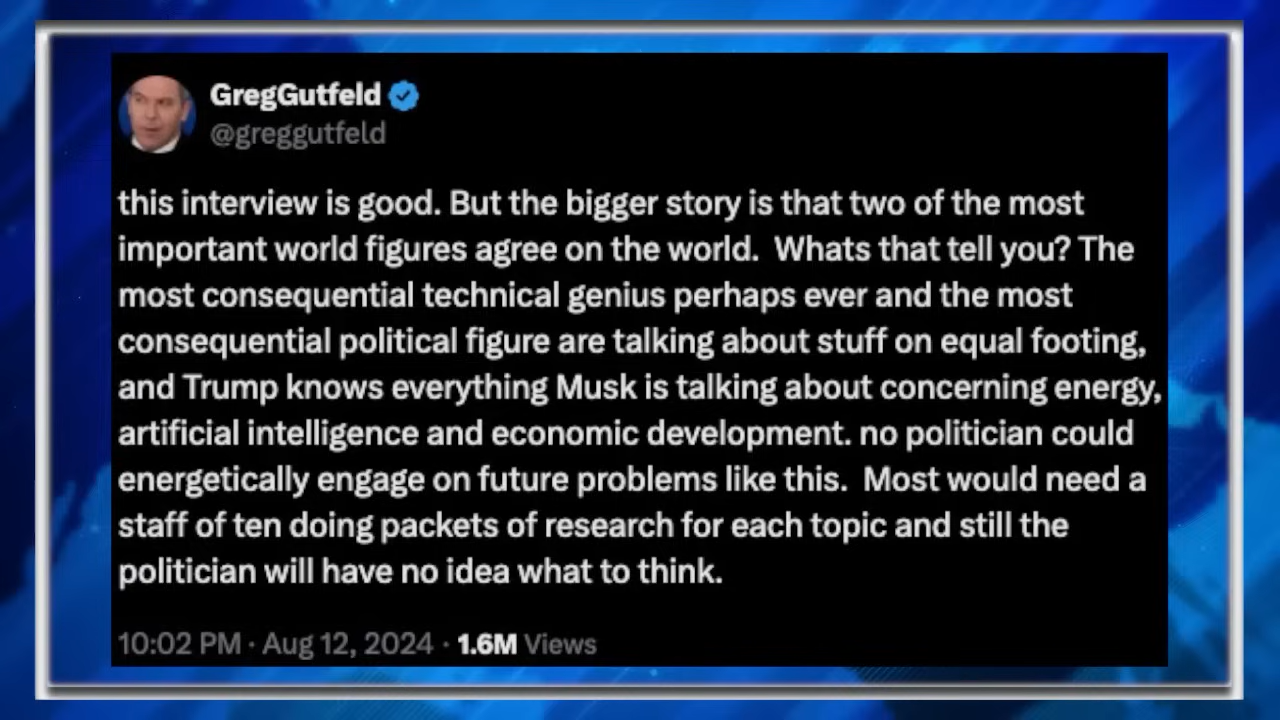 GregGutfeld
@greggutfeld
this interview is good. But the bigger story is that two of the most
important world figures agree on the world.  Whats that tell you? The
most consequential technical genius perhaps ever and the most
consequential political figure are talking about stuff on equal footing,
and Trump knows everything Musk is talking about concerning energy,
artificial intelligence and economic development. no politician could
energetically engage on future problems like this.  Most would need a
staff of ten doing packets of research for each topic and still the
politician will have no idea what to think.
10:02 PM · Aug 12, 2024 · 1.6M Views